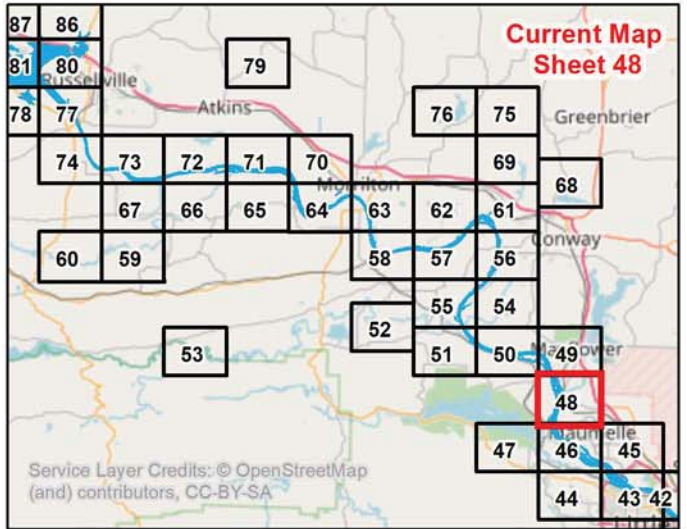 87 86
Current Map
Sheet 48
81 80 79
Russellville
Atkins
78 77 76 75
Greenbrier
74 73 72 71 70 69
Morrilton
68
67 66 65 64 63 62 61
Conway
60 59 58 57 56
55 54
52
53 51 50 49
48
Maumelle
47 46 45
Service Layer Credits: © OpenStreetMap
(and) contributors, CC-BY-SA
44 43 42